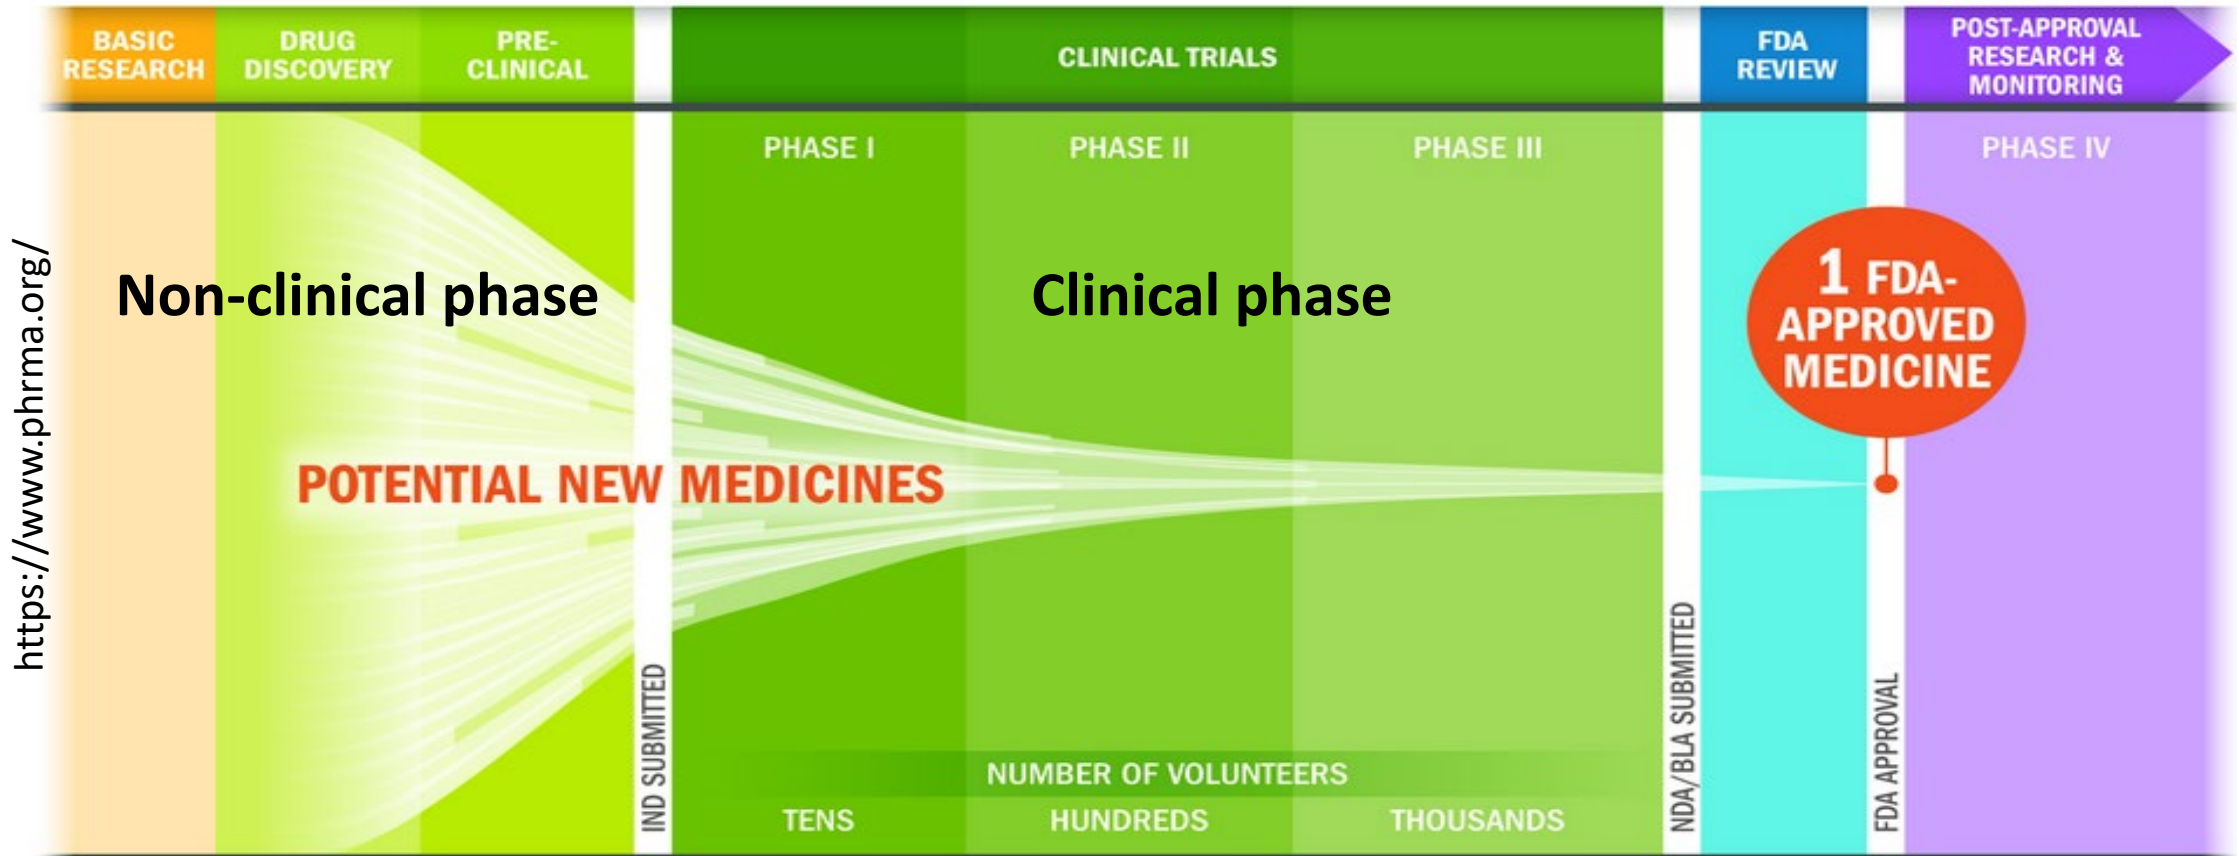 BASIC
RESEARCH
DRUG
DISCOVERY
PRE-
CLINICAL
CLINICAL TRIALS
FDA
REVIEW
POST-APPROVAL
RESEARCH &
MONITORING
PHASE I
PHASE II
PHASE III
PHASE IV
https://www.phrma.org/
Non-clinical phase
Clinical phase
1 FDA-
APPROVED
MEDICINE
POTENTIAL NEW MEDICINES
IND SUBMITTED
NDA/BLA SUBMITTED
FDA APPROVAL
NUMBER OF VOLUNTEERS
TENS
HUNDREDS
THOUSANDS